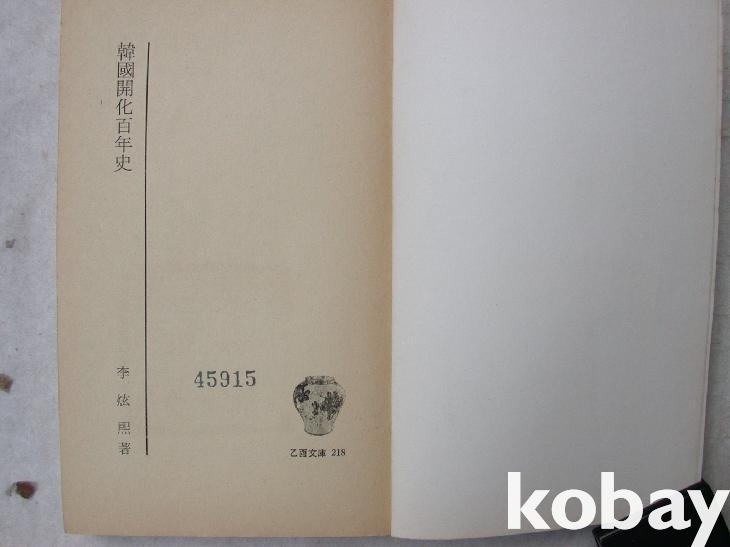 韓國開化百年史
李炫熙著
45915
乙酉文庫 218
kobay